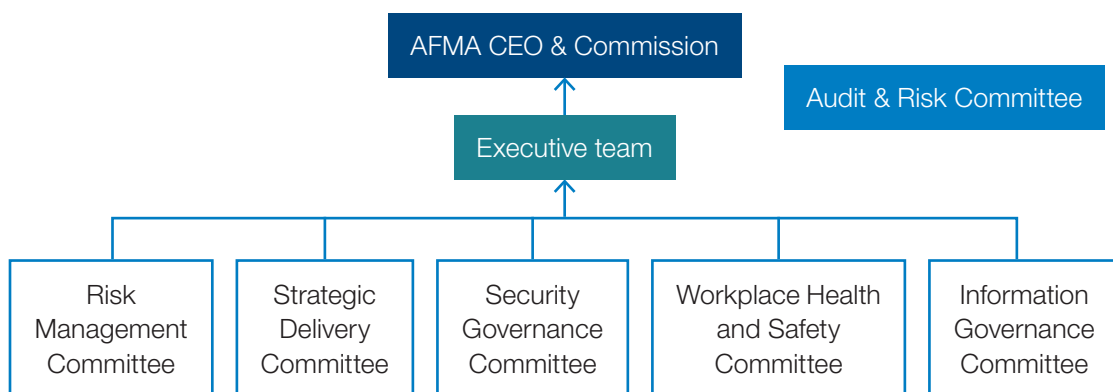 AFMA CEO & Commission
Audit & Risk Committee
Executive team
Risk
Management
Committee
Strategic
Delivery
Committee
Security
Governance
Committee
Workplace Health
and Safety
Committee
Information
Governance
Committee